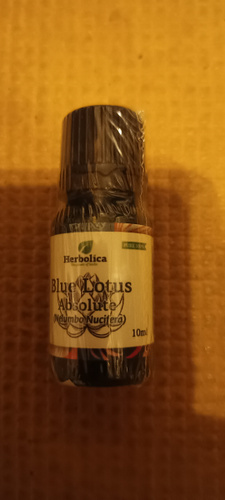 Herbolica
Blue Lotus
Absolute
(Nelumbo Nucifera)
10ml